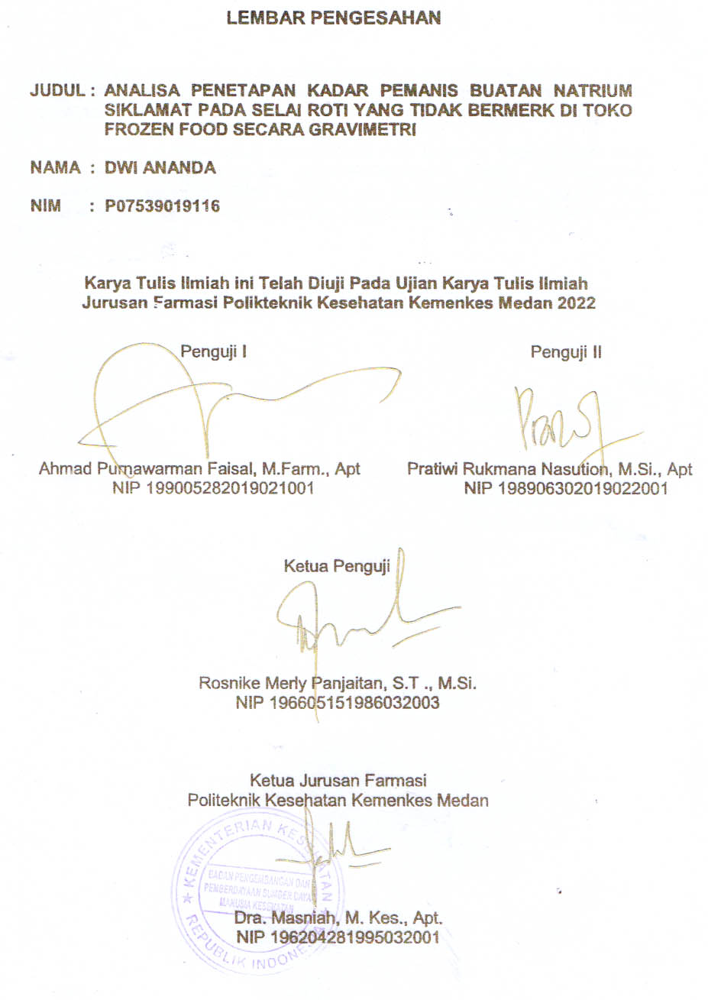 LEMBAR PENGESAHAN
JUDUL : ANALISA PENETAPAN KADAR PEMANIS BUATAN NATRIUM
SIKLAMAT PADA SELAI ROTI YANG TIDAK BERMERK DI TOKO
FROZEN FOOD SECARA GRAVIMETRI
NAMA : DWI ANANDA
NIM : P07539019116
Karya Tulis Ilmiah ini Telah Diuji Pada Ujian Karya Tulis Ilmiah
Jurusan Farmasi Polikteknik Kesehatan Kemenkes Medan 2022
Penguji I Penguji II
Ahmad Purnawarman Faisal, M.Farm., Apt Pratiwi Rukmana Nasution, M.Si., Apt
NIP 199005282019021001 NIP 198906302019022001
Ketua Penguji
Rosnike Merly Panjaitan, S.T ., M.Si.
NIP 196605151986032003
Ketua Jurusan Farmasi
Politeknik Kesehatan Kemenkes Medan
KEMENTERIAN KESEHATAN
BADAN PENGEMBANGAN DAN
PEMBERDAYAAN SUMBER DAYA
MANUSIA KESEHATAN
REPUBLIK INDONESIA
Dra. Masniah, M. Kes., Apt.
NIP 196204281995032001